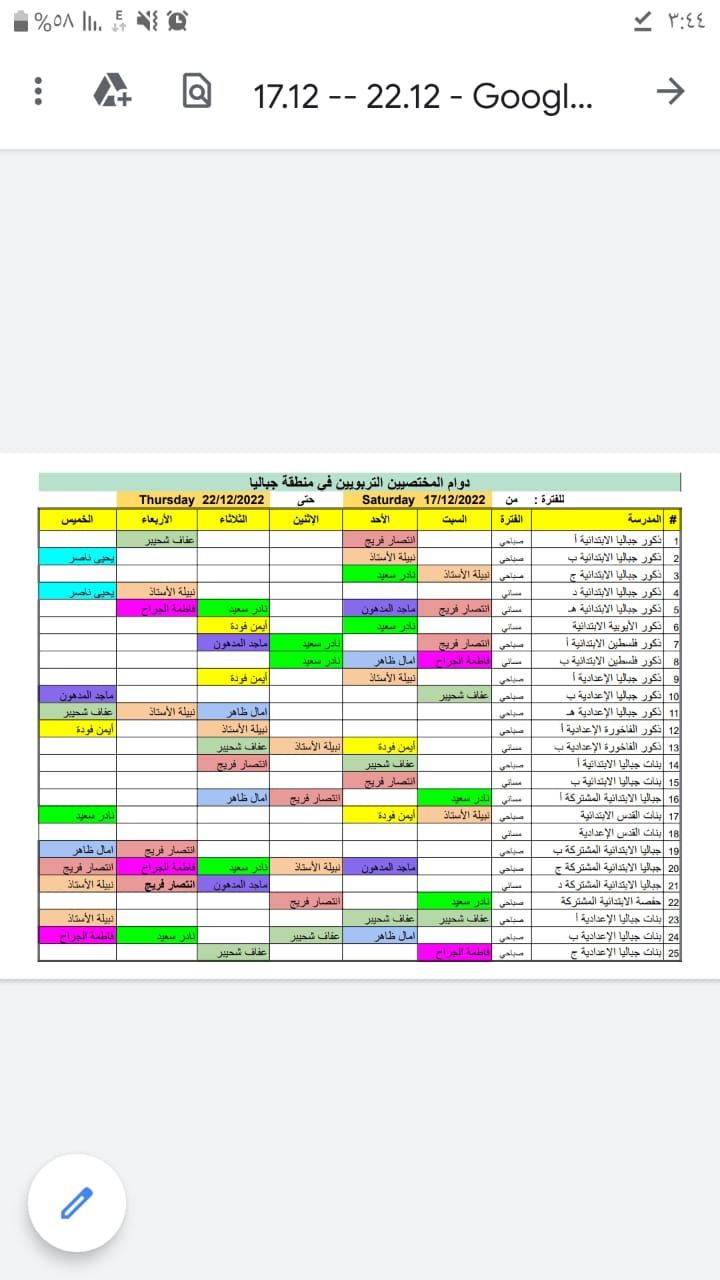 %٥٨ E ٣:٤٤
17.12 -- 22.12 - Googl...
دوام المختصيين التربويين في منطقة جباليا
للفترة : من Saturday 17/12/2022 حتى Thursday 22/12/2022
# المدرسة الفترة السبت الأحد الإثنين الثلاثاء الأربعاء الخميس
1 ذكور جباليا الابتدائية أ صباحي انتصار فريج عفاف شحيبر
2 ذكور جباليا الابتدائية ب صباحي نبيلة الأستاذ يحيى ناصر
3 ذكور جباليا الابتدائية ج صباحي نبيلة الأستاذ نادر سعيد
4 ذكور جباليا الابتدائية د مسائي نبيلة الأستاذ يحيى ناصر
5 ذكور جباليا الابتدائية هـ مسائي انتصار فريج ماجد المدهون نادر سعيد فاطمة الجراح
6 ذكور الأيوبية الابتدائية مسائي نادر سعيد أيمن فودة
7 ذكور فلسطين الابتدائية أ صباحي انتصار فريج نادر سعيد ماجد المدهون
8 ذكور فلسطين الابتدائية ب مسائي فاطمة الجراح امال ظاهر نادر سعيد
9 ذكور جباليا الإعدادية أ صباحي نبيلة الأستاذ أيمن فودة
10 ذكور جباليا الإعدادية ب صباحي عفاف شحيبر ماجد المدهون
11 ذكور جباليا الإعدادية هـ صباحي امال ظاهر نبيلة الأستاذ عفاف شحيبر
12 ذكور الفاخورة الإعدادية أ صباحي نبيلة الأستاذ أيمن فودة
13 ذكور الفاخورة الإعدادية ب مسائي أيمن فودة نبيلة الأستاذ عفاف شحيبر
14 بنات جباليا الابتدائية أ صباحي عفاف شحيبر انتصار فريج
15 بنات جباليا الابتدائية ب مسائي انتصار فريج
16 جباليا الابتدائية المشتركة أ مسائي نادر سعيد انتصار فريج امال ظاهر
17 بنات القدس الابتدائية صباحي نبيلة الأستاذ أيمن فودة نادر سعيد
18 بنات القدس الإعدادية مسائي
19 جباليا الابتدائية المشتركة ب صباحي انتصار فريج امال ظاهر
20 جباليا الابتدائية المشتركة ج صباحي ماجد المدهون نبيلة الأستاذ نادر سعيد فاطمة الجراح انتصار فريج
21 جباليا الابتدائية المشتركة د مسائي ماجد المدهون انتصار فريج نبيلة الأستاذ
22 حفصة الابتدائية المشتركة صباحي نادر سعيد انتصار فريج
23 بنات جباليا الإعدادية أ صباحي عفاف شحيبر عفاف شحيبر نبيلة الأستاذ
24 بنات جباليا الإعدادية ب صباحي امال ظاهر عفاف شحيبر نادر سعيد فاطمة الجراح
25 بنات جباليا الإعدادية ج صباحي فاطمة الجراح عفاف شحيبر